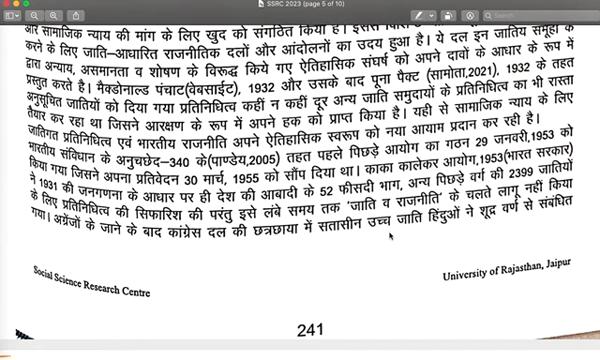 SSRC 2023 (page 5 of 10)
Search
और सामाजिक न्याय की मांग के लिए खुद को संगठित किया है।
करने के लिए जाति–आधारित राजनीतिक दलों और आंदोलनों का उदय हुआ है। ये दल इन जातिय समूहों के
द्वारा अन्याय, असमानता व शोषण के विरूद्ध किये गए ऐतिहासिक संघर्ष को अपने दावों के आधार के रूप में
प्रस्तुत करते है। मैक्डोनाल्ड पंचाट(वेबसाईट), 1932 और उसके बाद पूना पैक्ट (सामोता,2021), 1932 के तहत
अनुसूचित जातियों को दिया गया प्रतिनिधित्व कहीं न कहीं दूर अन्य जाति समुदायों के प्रतिनिधित्व का भी रास्ता
तैयार कर रहा था जिसने आरक्षण के रूप में अपने हक को प्राप्त किया है। यही से सामाजिक न्याय के लिए
जातिगत प्रतिनिधित्व एवं भारतीय राजनीति अपने ऐतिहासिक स्वरूप को नया आयाम प्रदान कर रही है।
भारतीय संविधान के अनुच्छेद–340 के(पाण्डेय,2005) तहत पहले पिछड़े आयोग का गठन 29 जनवरी,1953 को
किया गया जिसने अपना प्रतिवेदन 30 मार्च, 1955 को सौंप दिया था। काका कालेकर आयोग,1953(भारत सरकार)
ने 1931 की जनगणना के आधार पर ही देश की आबादी के 52 फीसदी भाग, अन्य पिछड़े वर्ग की 2399 जातियों
के लिए प्रतिनिधित्व की सिफारिश की परंतु इसे लंबे समय तक 'जाति व राजनीति' के चलते लागू नहीं किया
गया। अग्रेंजों के जाने के बाद कांग्रेस दल की छत्रछाया में सतासीन उच्च जाति हिंदुओं ने शूद्र वर्ण से संबंधित
Social Science Research Centre
University of Rajasthan, Jaipur
241